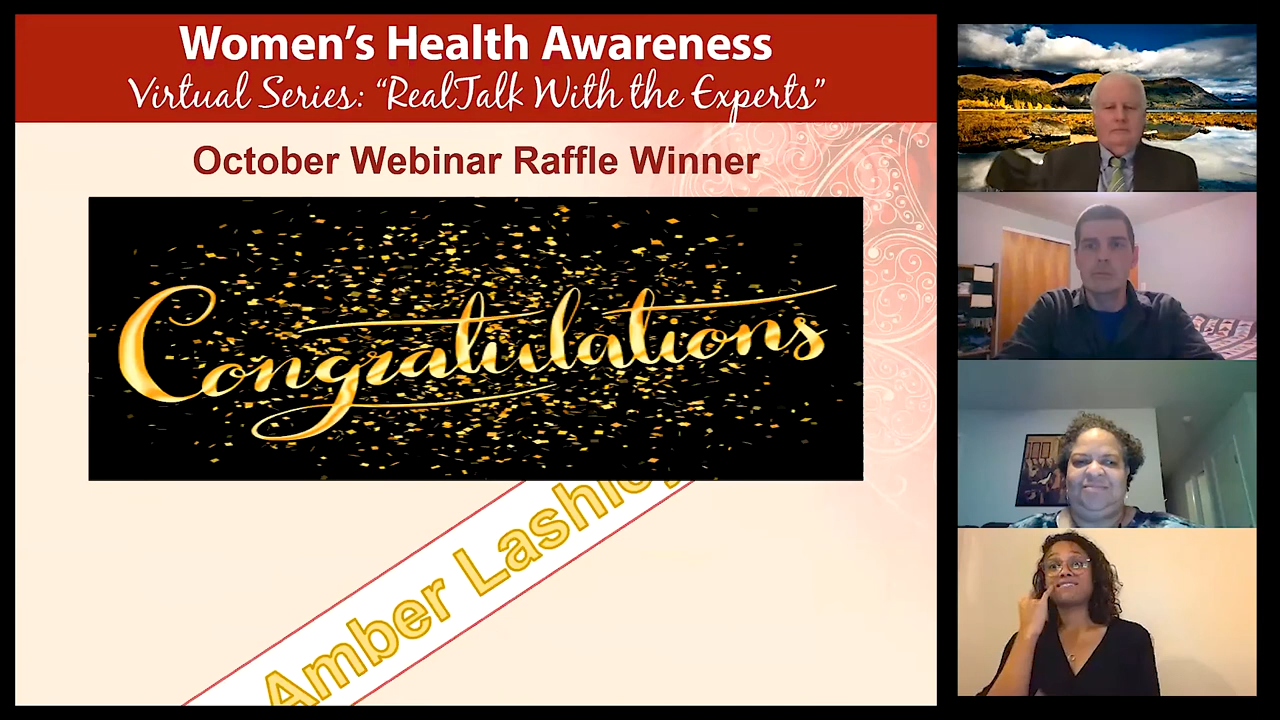 Women's Health Awareness
Virtual Series: "RealTalk With the Experts"
October Webinar Raffle Winner
Congratulations
Amber